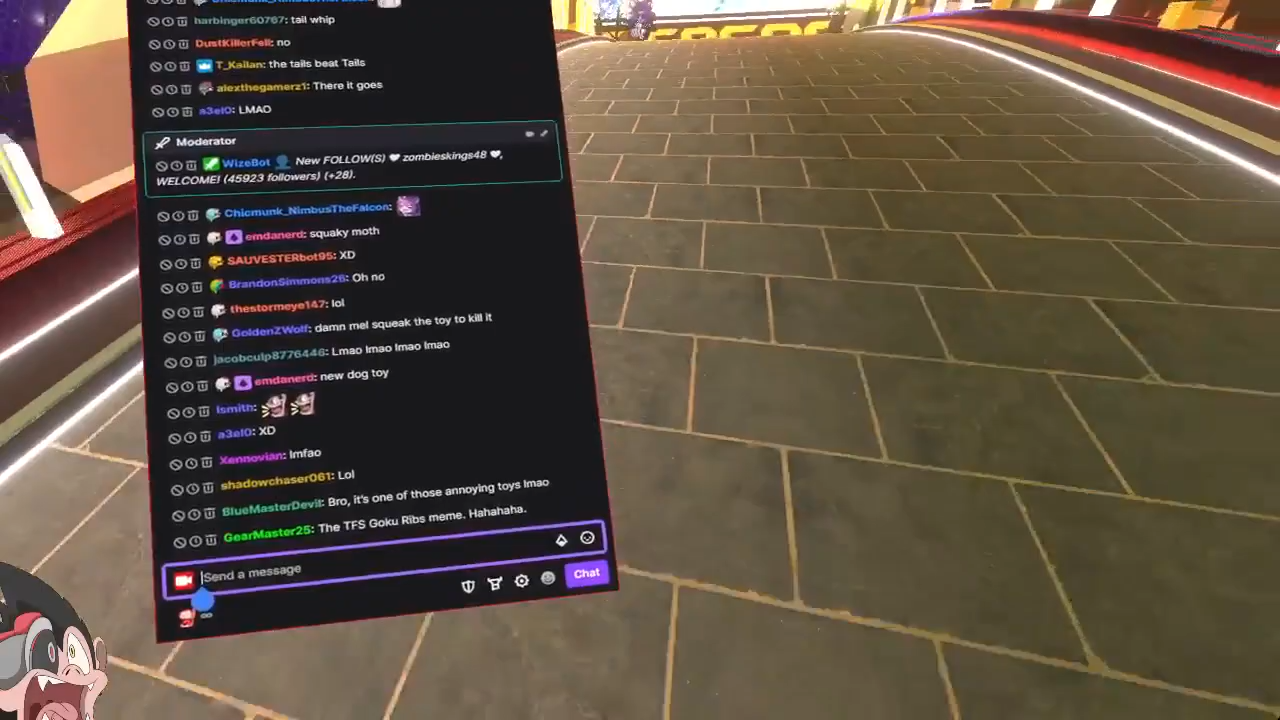 harbinger60767: tail whip
DustKillerFell: no
T_Kailan: the tails beat Tails
alexthegamerz1: There it goes
a3el0: LMAO
Moderator
WizeBot New FOLLOW(S) ❤ zombieskings48 ❤,
WELCOME! (45923 followers) (+28).
Chicmunk_NimbusTheFalcon:
emdanerd: squaky moth
SAUVESTERbot95: XD
BrandonSimmons26: Oh no
thestormeye147: lol
GoldenZWolf: damn mel squeak the toy to kill it
jacobculp8776446: Lmao lmao lmao lmao
emdanerd: new dog toy
lsmith:
a3el0: XD
Xennovian: lmfao
shadowchaser061: Lol
BlueMasterDevil: Bro, it's one of those annoying toys lmao
GearMaster25: The TFS Goku Ribs meme. Hahahaha.
Send a message
Chat